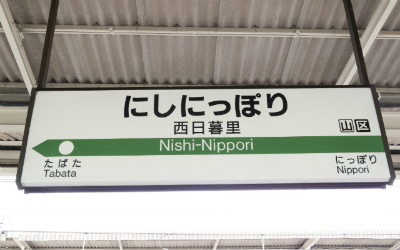 にしにっぽり
西日暮里
山区
Nishi-Nippori
たばた
Tabata
にっぽり
Nippori